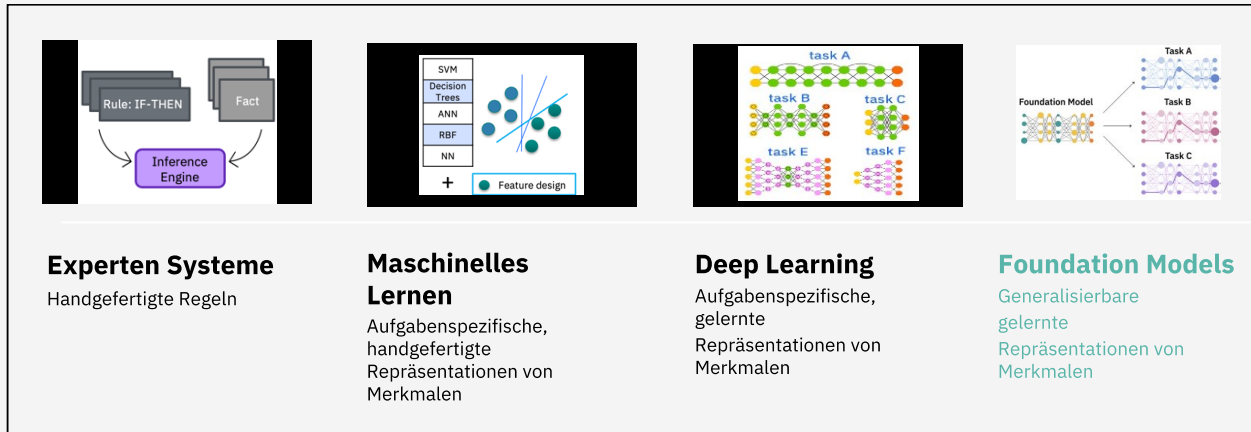 Rule: IF-THEN
Fact
Inference
Engine
SVM
Decision
Trees
ANN
RBF
NN
+
Feature design
task A
task B
task C
task E
task F
Foundation Model
Task A
Task B
Task C
Experten Systeme
Handgefertigte Regeln
Maschinelles
Lernen
Aufgabenspezifische,
handgefertigte
Repräsentationen von
Merkmalen
Deep Learning
Aufgabenspezifische,
gelernte
Repräsentationen von
Merkmalen
Foundation Models
Generalisierbare
gelernte
Repräsentationen von
Merkmalen